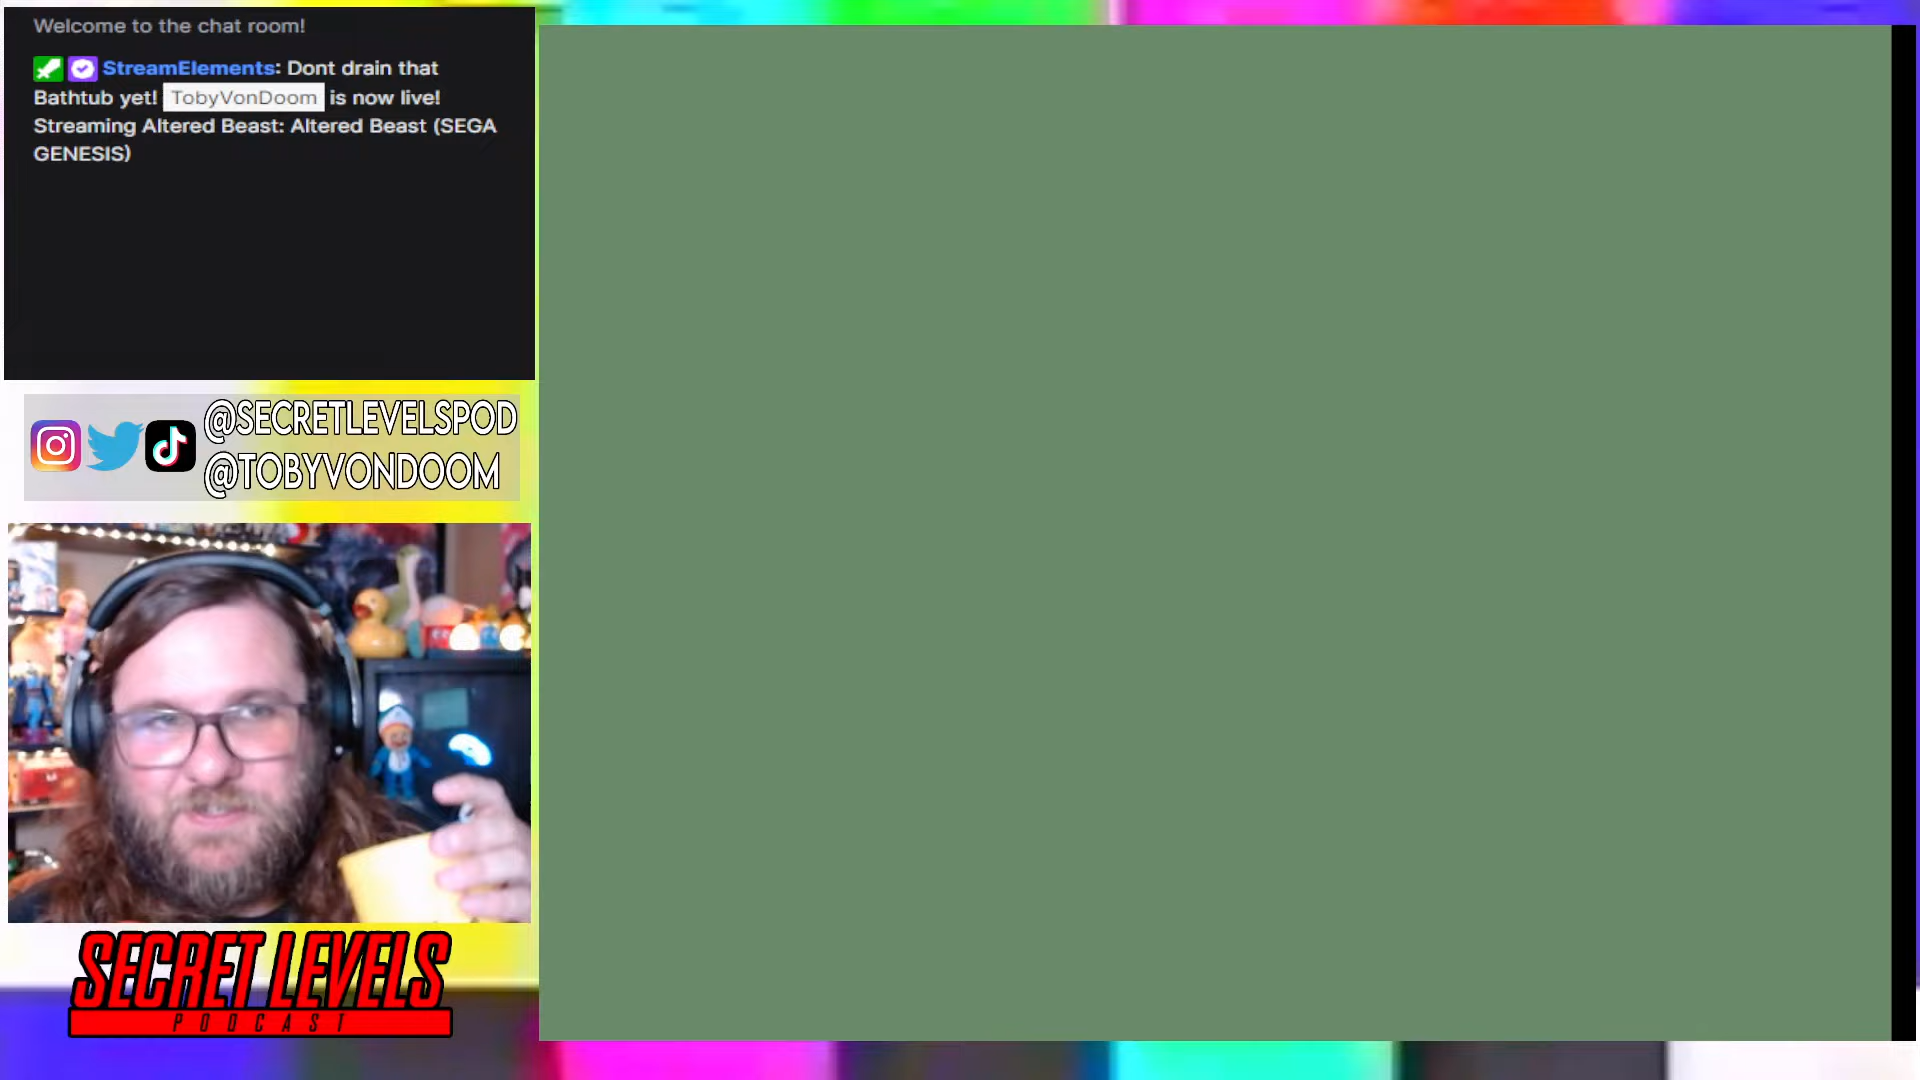 Welcome to the chat room!
StreamElements: Dont drain that
Bathtub yet! TobyVonDoom is now live!
Streaming Altered Beast: Altered Beast (SEGA
GENESIS)
@SECRETLEVELSPOD
@TOBYVONDOOM
SECRET LEVELS
PODCAST